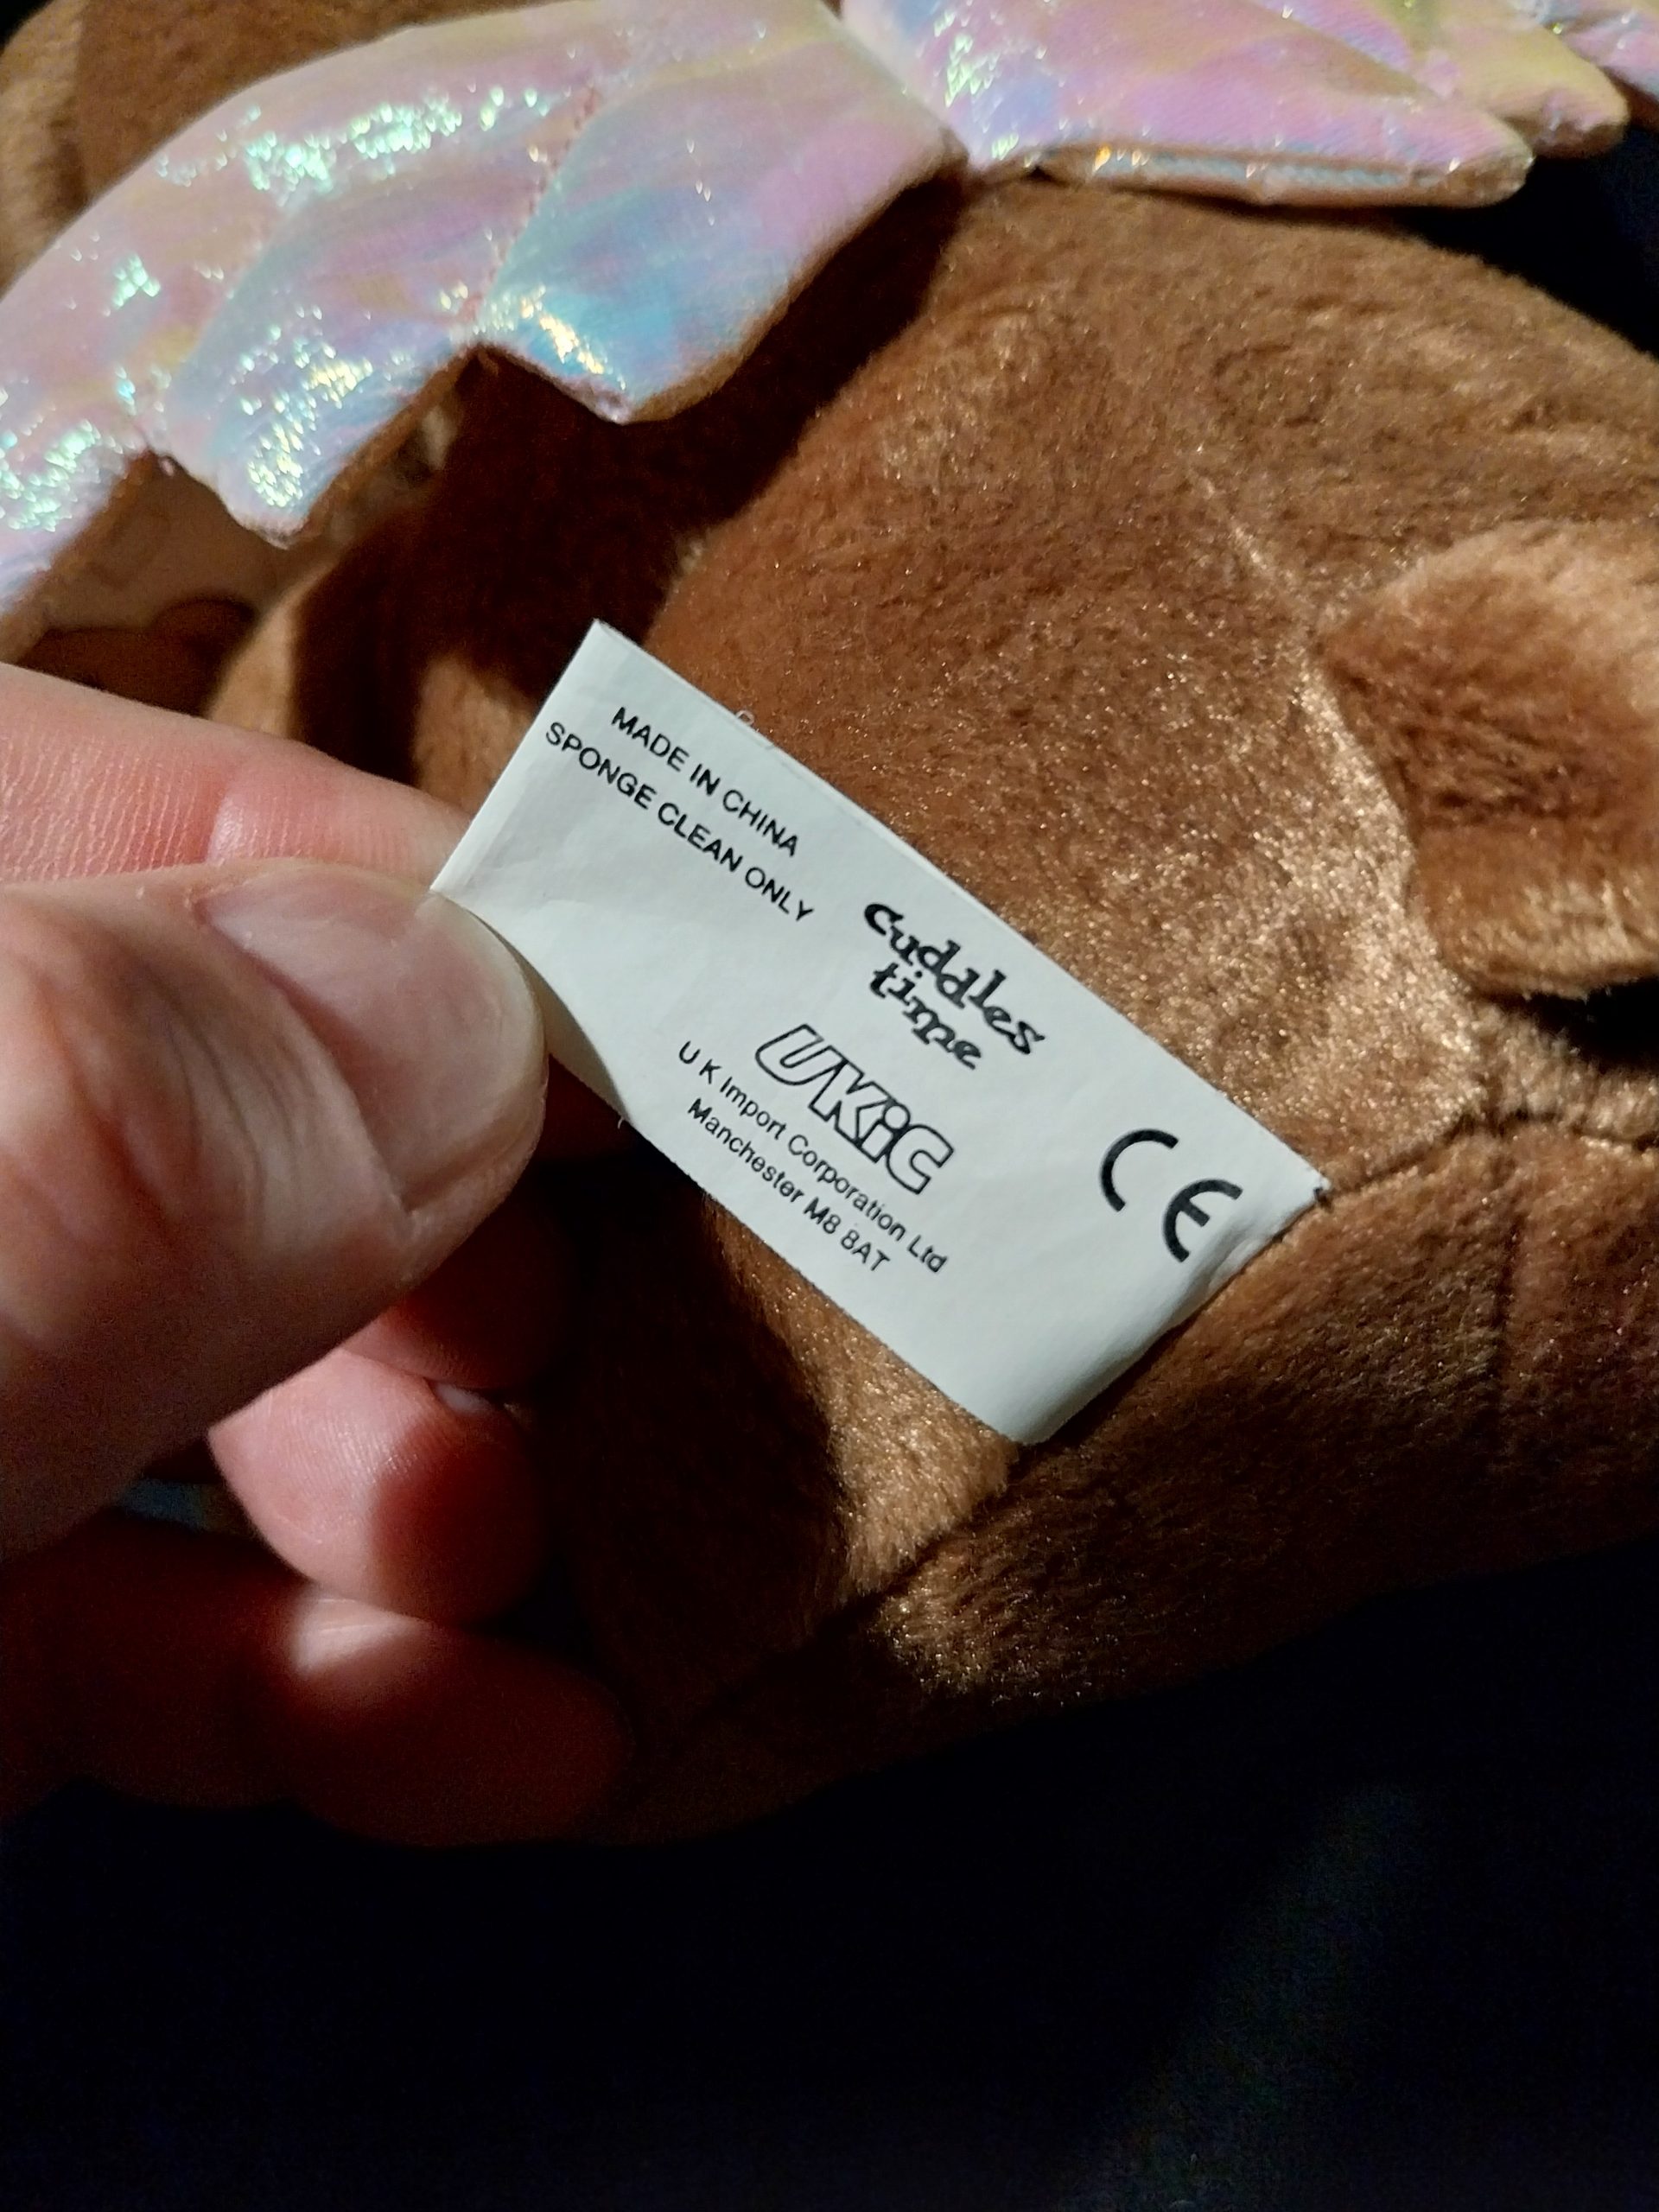 MADE IN CHINA
SPONGE CLEAN ONLY
cuddles
time
UKiC
U K Import Corporation Ltd
Manchester M8 8AT
CE